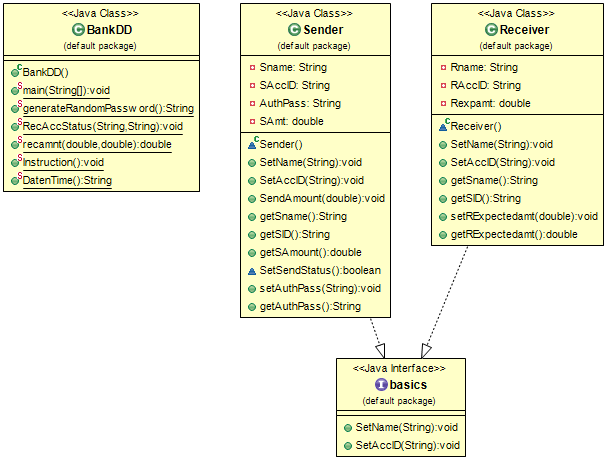 <<Java Class>>
BankDD
(default package)
BankDD()
main(String[]):void
generateRandomPassw ord():String
RecAccStatus(String,String):void
recamnt(double,double):double
Instruction():void
DatenTime():String
<<Java Class>>
Sender
(default package)
Sname: String
SAccID: String
AuthPass: String
SAmt: double
Sender()
SetName(String):void
SetAccID(String):void
SendAmount(double):void
getSname():String
getSID():String
getSAmount():double
SetSendStatus():boolean
setAuthPass(String):void
getAuthPass():String
<<Java Class>>
Receiver
(default package)
Rname: String
RAccID: String
Rexpamt: double
Receiver()
SetName(String):void
SetAccID(String):void
getSname():String
getSID():String
setRExpectedamt(double):void
getRExpectedamt():double
<<Java Interface>>
basics
(default package)
SetName(String):void
SetAccID(String):void